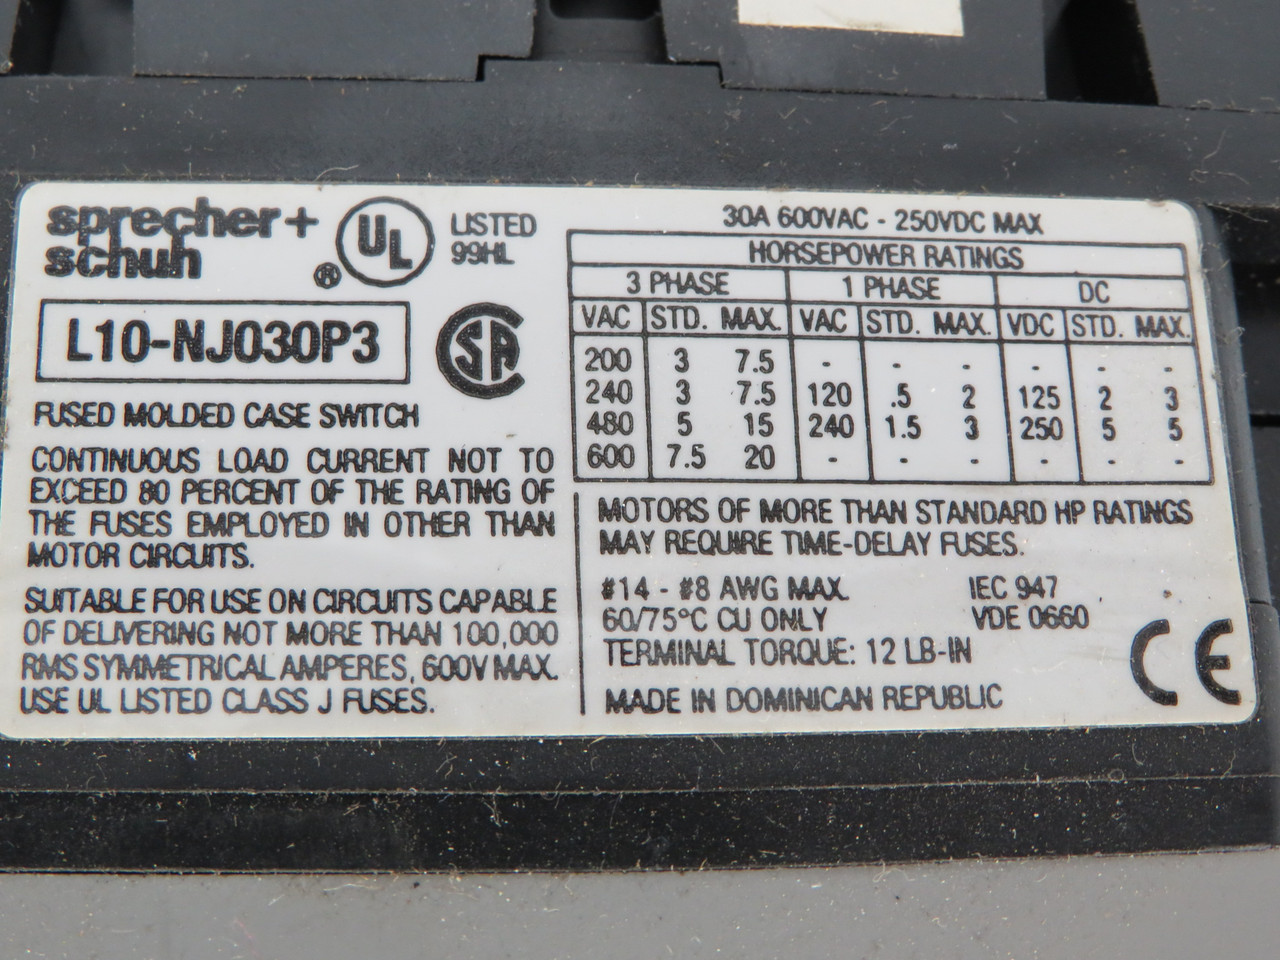 sprecher+
schuh
®
UL
LISTED
99HL
L10-NJ030P3
FUSED MOLDED CASE SWITCH
CONTINUOUS LOAD CURRENT NOT TO
EXCEED 80 PERCENT OF THE RATING OF
THE FUSES EMPLOYED IN OTHER THAN
MOTOR CIRCUITS.
SUITABLE FOR USE ON CIRCUITS CAPABLE
OF DELIVERING NOT MORE THAN 100,000
RMS SYMMETRICAL AMPERES, 600V MAX.
USE UL LISTED CLASS J FUSES.
30A 600VAC - 250VDC MAX
HORSEPOWER RATINGS
3 PHASE 1 PHASE DC
VAC STD. MAX. VAC STD. MAX. VDC STD. MAX.
200 3 7.5 - - - - - -
240 3 7.5 120 .5 2 125 2 3
480 5 15 240 1.5 3 250 5 5
600 7.5 20 - - - - - -
MOTORS OF MORE THAN STANDARD HP RATINGS
MAY REQUIRE TIME-DELAY FUSES.
#14 - #8 AWG MAX. IEC 947
60/75°C CU ONLY VDE 0660
TERMINAL TORQUE: 12 LB-IN
MADE IN DOMINICAN REPUBLIC
CE